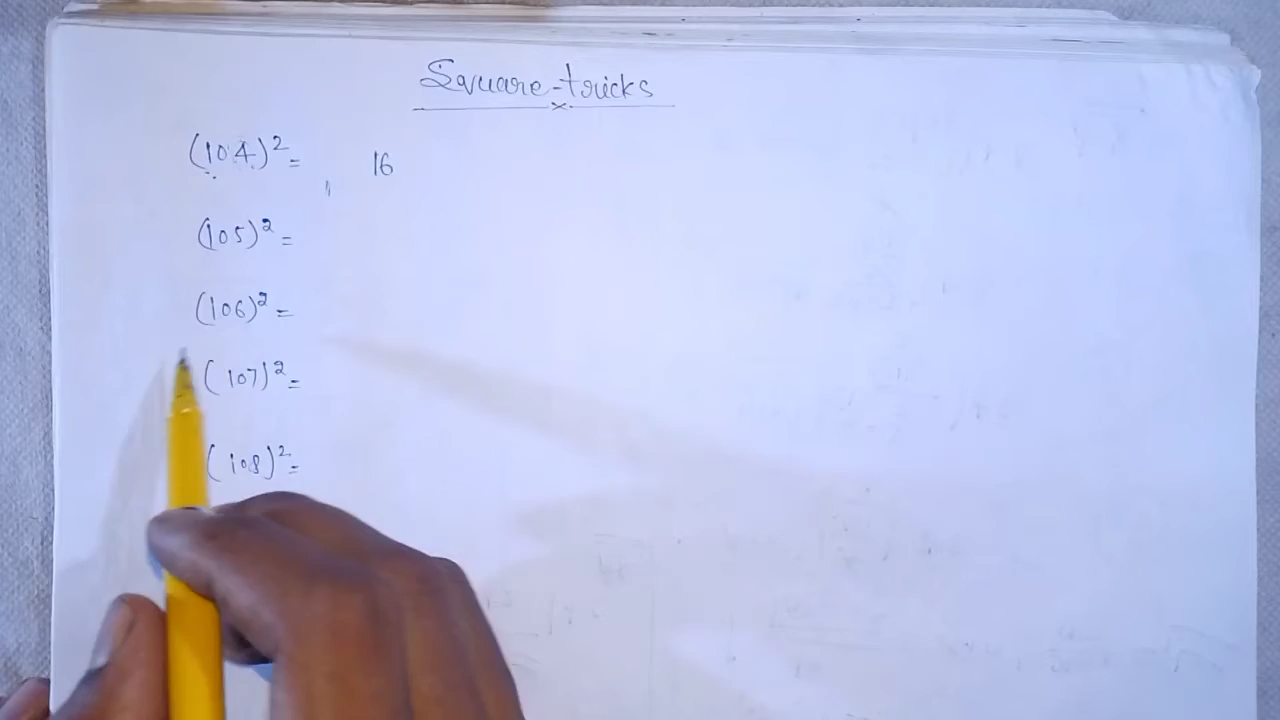 Square-tricks
(104)² = 16
(105)² =
(106)² =
(107)² =
(108)² =